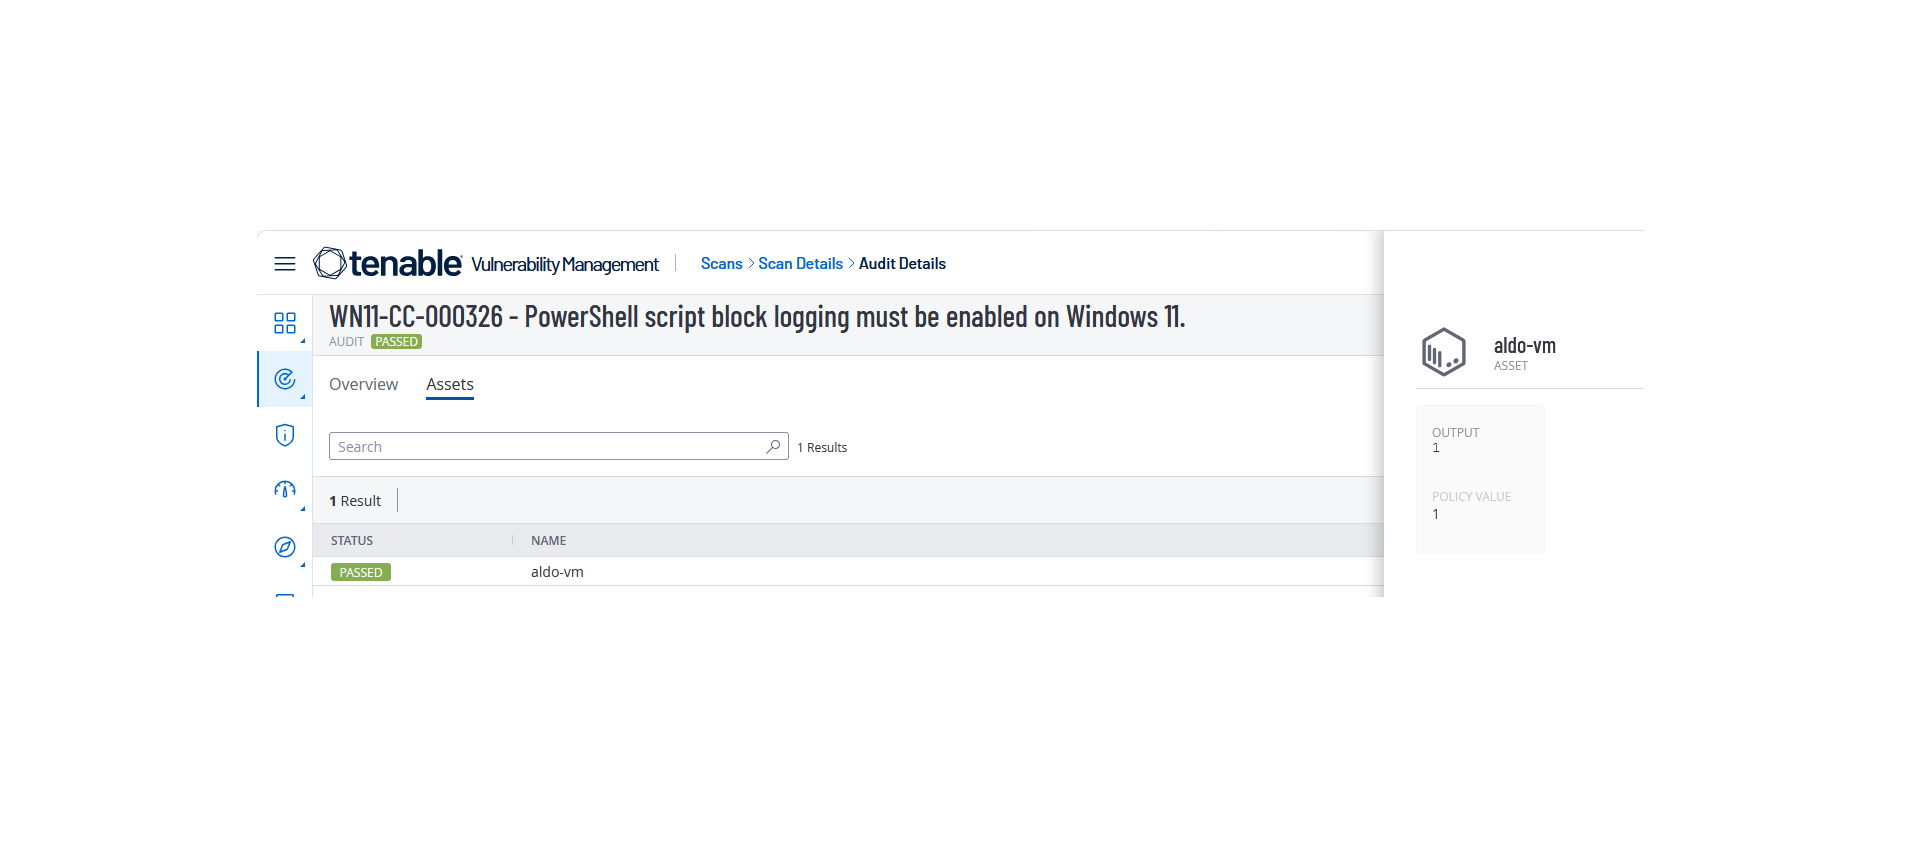 tenable Vulnerability Management
Scans > Scan Details > Audit Details
WN11-CC-000326 - PowerShell script block logging must be enabled on Windows 11.
AUDIT PASSED
Overview Assets
Search
1 Results
1 Result
STATUS NAME
PASSED aldo-vm
aldo-vm
ASSET
OUTPUT
1
POLICY VALUE
1